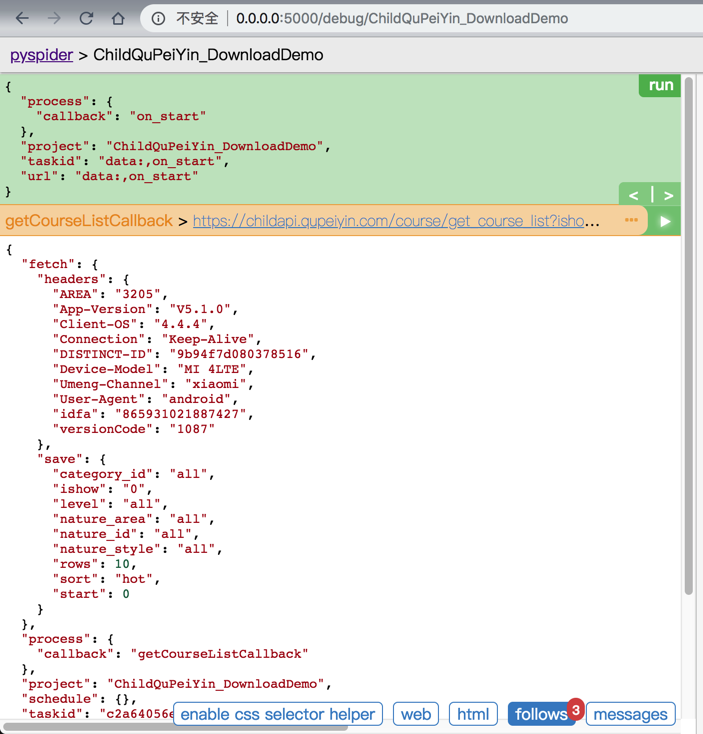 不安全 | 0.0.0.0:5000/debug/ChildQuPeiYin_DownloadDemo
pyspider > ChildQuPeiYin_DownloadDemo
run
{
"process": {
"callback": "on_start"
},
"project": "ChildQuPeiYin_DownloadDemo",
"taskid": "data:,on_start",
"url": "data:,on_start"
}
< | >
getCourseListCallback > https://childapi.qupeiyin.com/course/get_course_list?isho...
{
"fetch": {
"headers": {
"AREA": "3205",
"App-Version": "V5.1.0",
"Client-OS": "4.4.4",
"Connection": "Keep-Alive",
"DISTINCT-ID": "9b94f7d080378516",
"Device-Model": "MI 4LTE",
"Umeng-Channel": "xiaomi",
"User-Agent": "android",
"idfa": "865931021887427",
"versionCode": "1087"
},
"save": {
"category_id": "all",
"ishow": "0",
"level": "all",
"nature_area": "all",
"nature_id": "all",
"nature_style": "all",
"rows": 10,
"sort": "hot",
"start": 0
}
},
"process": {
"callback": "getCourseListCallback"
},
"project": "ChildQuPeiYin_DownloadDemo",
"schedule": {},
"taskid": "c2a64056e
enable css selector helper web html follows 3 messages